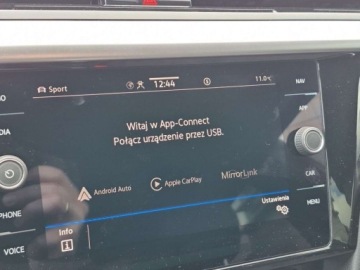 Sport 12:44 11.0°C NAV
Witaj w App-Connect
APP
Połącz urządzenie przez USB.
Android Auto Apple CarPlay MirrorLink CAR
Ustawienia
MENU
PHONE
Info
VOICE